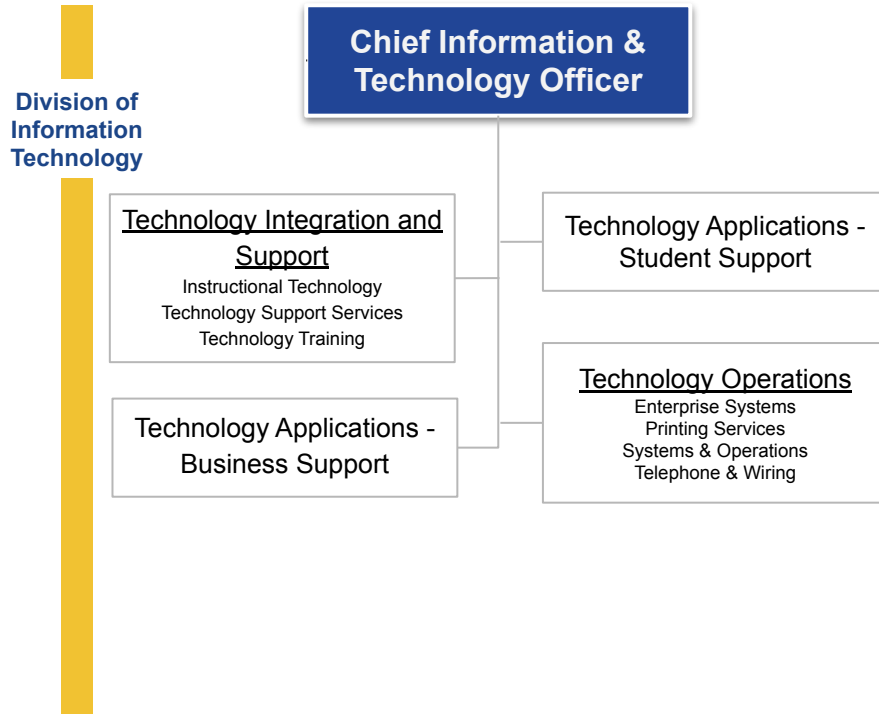 Chief Information &
Technology Officer
Division of
Information
Technology
Technology Integration and
Support
Instructional Technology
Technology Support Services
Technology Training
Technology Applications -
Student Support
Technology Applications -
Business Support
Technology Operations
Enterprise Systems
Printing Services
Systems & Operations
Telephone & Wiring